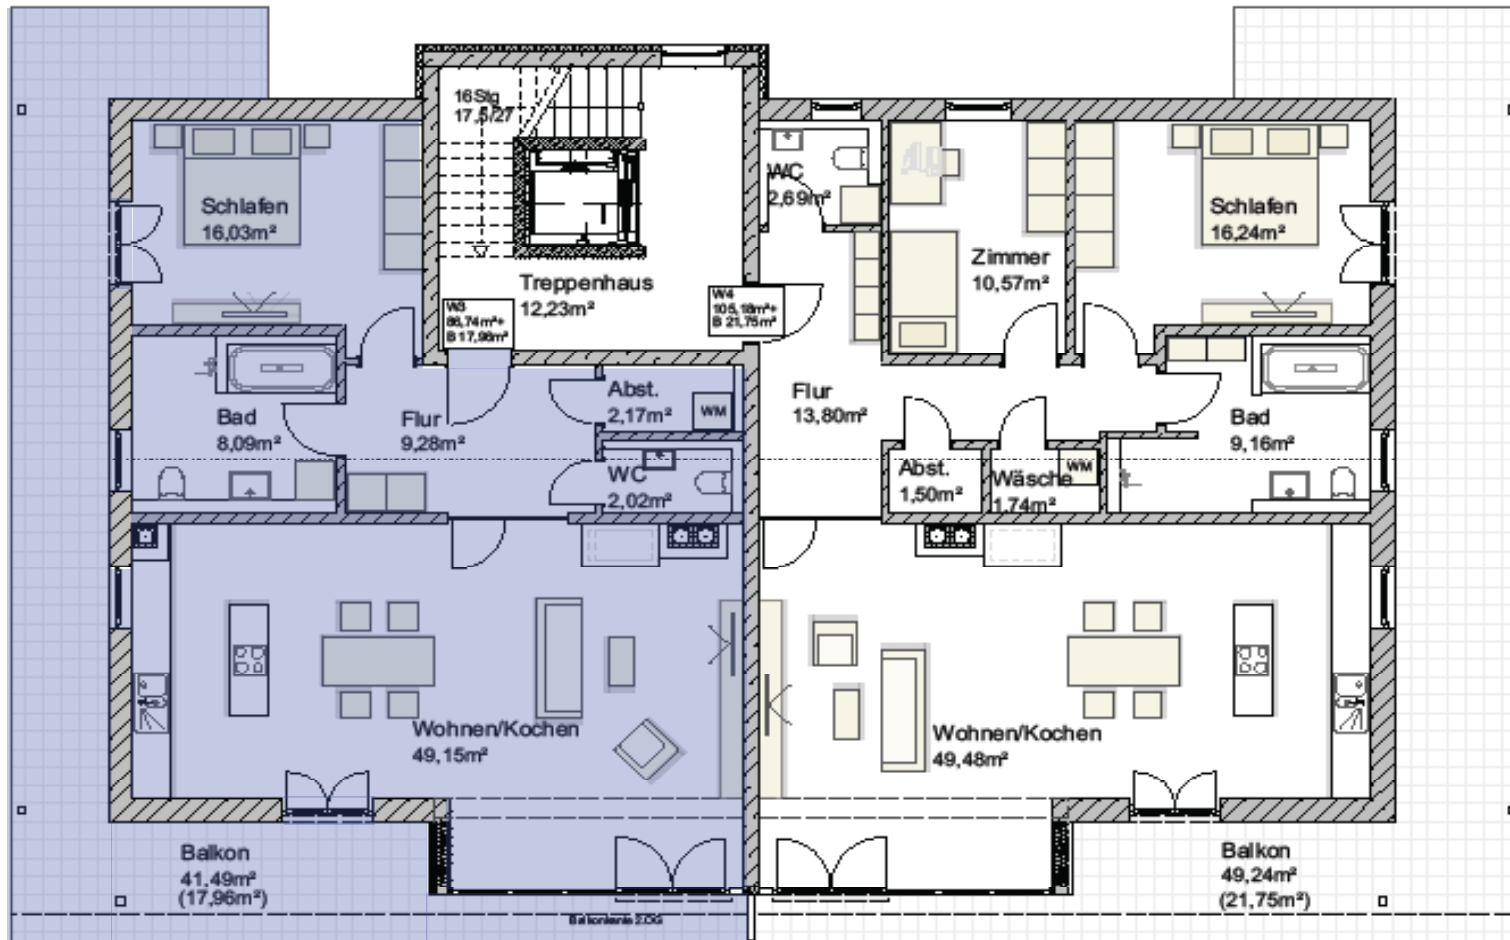 16Stg
17,5/27
Schlafen
16,03m²
Treppenhaus
12,23m²
W3
86,74m²+
B 17,96m²
W4
105,18m²+
B 21,75m²
WC
2,69m²
Zimmer
10,57m²
Schlafen
16,24m²
Bad
8,09m²
Flur
9,28m²
Abst.
2,17m²
WM
WC
2,02m²
Flur
13,80m²
Abst.
1,50m²
Wäsche
1,74m²
WM
Bad
9,16m²
Wohnen/Kochen
49,15m²
Wohnen/Kochen
49,48m²
Balkon
41,49m²
(17,96m²)
Balkon
49,24m²
(21,75m²)
Balkonkante 2.OG